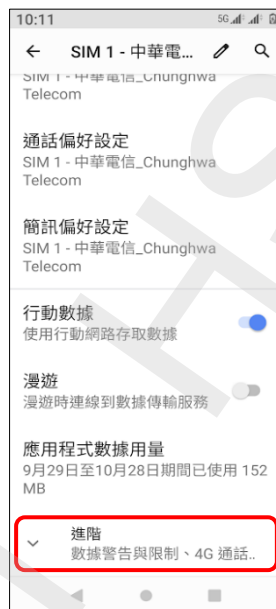 10:11
5G
SIM 1 - 中華電...
SIM 1 - 中華電信_Chunghwa
Telecom
通話偏好設定
SIM 1 - 中華電信_Chunghwa
Telecom
簡訊偏好設定
SIM 1 - 中華電信_Chunghwa
Telecom
行動數據
使用行動網路存取數據
漫遊
漫遊時連線到數據傳輸服務
應用程式數據用量
9月29日至10月28日期間已使用 152
MB
進階
數據警告與限制、4G 通話..